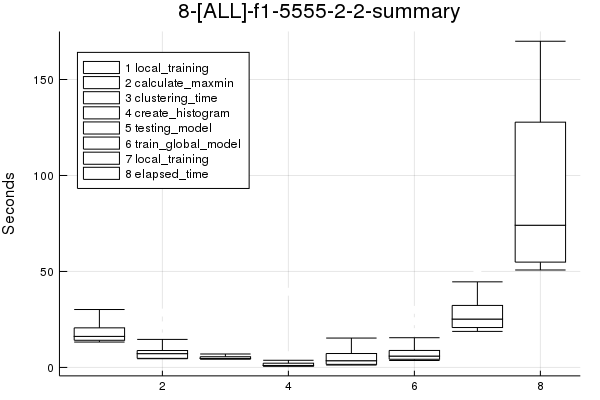 8-[ALL]-f1-5555-2-2-summary
150
100
50
0
Seconds
1 local_training
2 calculate_maxmin
3 clustering_time
4 create_histogram
5 testing_model
6 train_global_model
7 local_training
8 elapsed_time
2
4
6
8